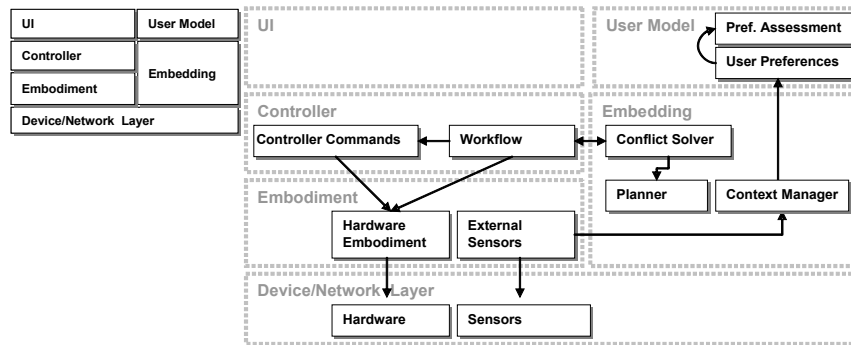 UI
User Model
Controller
Embedding
Embodiment
Device/Network Layer
UI
User Model
Pref. Assessment
User Preferences
Controller
Embedding
Controller Commands
Workflow
Conflict Solver
Planner
Context Manager
Embodiment
Hardware
Embodiment
External
Sensors
Device/Network Layer
Hardware
Sensors